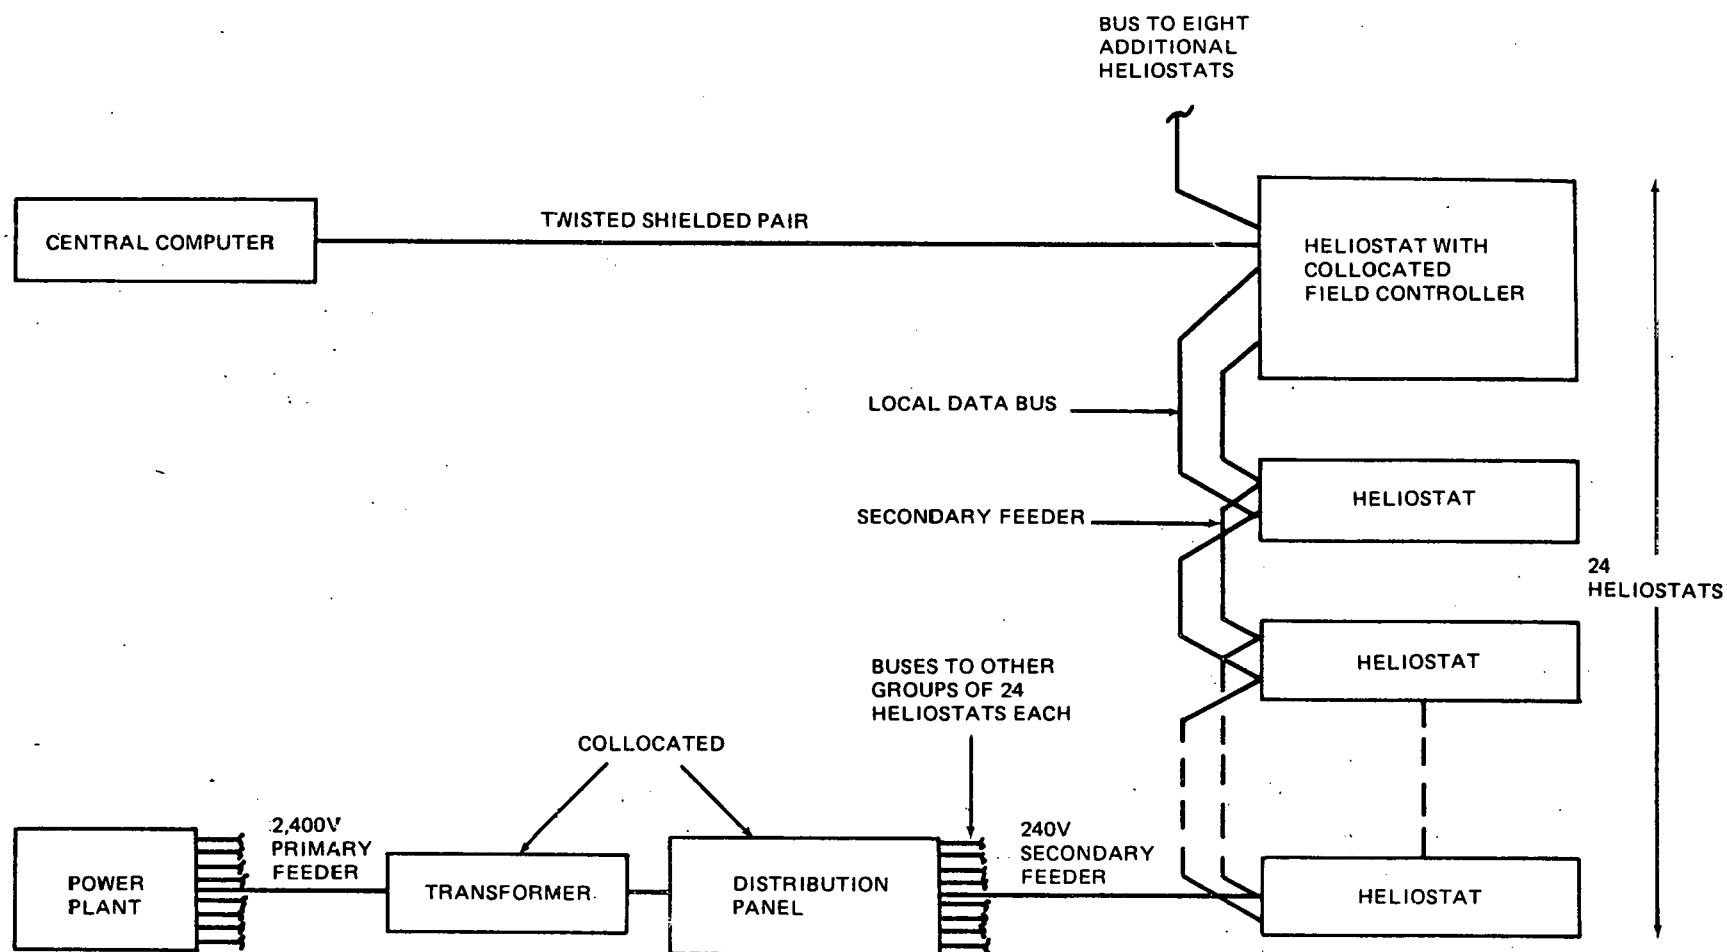 BUS TO EIGHT
ADDITIONAL
HELIOSTATS
CENTRAL COMPUTER
TWISTED SHIELDED PAIR
HELIOSTAT WITH
COLLOCATED
FIELD CONTROLLER
LOCAL DATA BUS
HELIOSTAT
SECONDARY FEEDER
24
HELIOSTATS
HELIOSTAT
BUSES TO OTHER
GROUPS OF 24
HELIOSTATS EACH
COLLOCATED
2,400V
PRIMARY
FEEDER
240V
SECONDARY
FEEDER
POWER
PLANT
TRANSFORMER
DISTRIBUTION
PANEL
HELIOSTAT